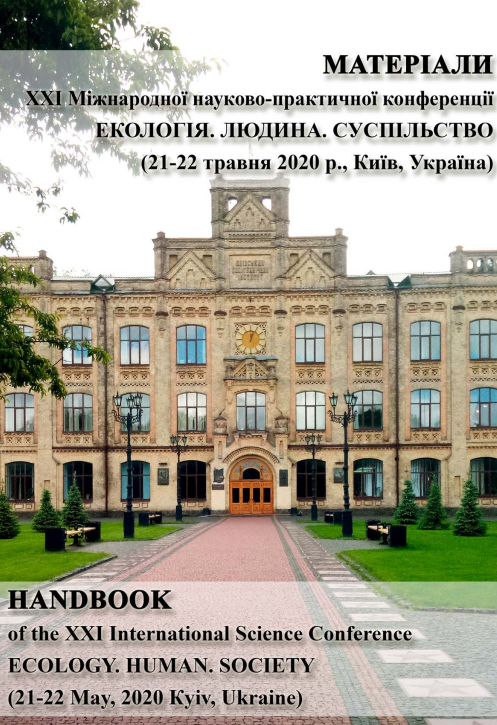 МАТЕРІАЛИ
XXI Міжнародної науково-практичної конференції
ЕКОЛОГІЯ. ЛЮДИНА. СУСПІЛЬСТВО
(21-22 травня 2020 р., Київ, Україна)
HANDBOOK
of the XXI International Science Conference
ECOLOGY. HUMAN. SOCIETY
(21-22 May, 2020 Kyiv, Ukraine)